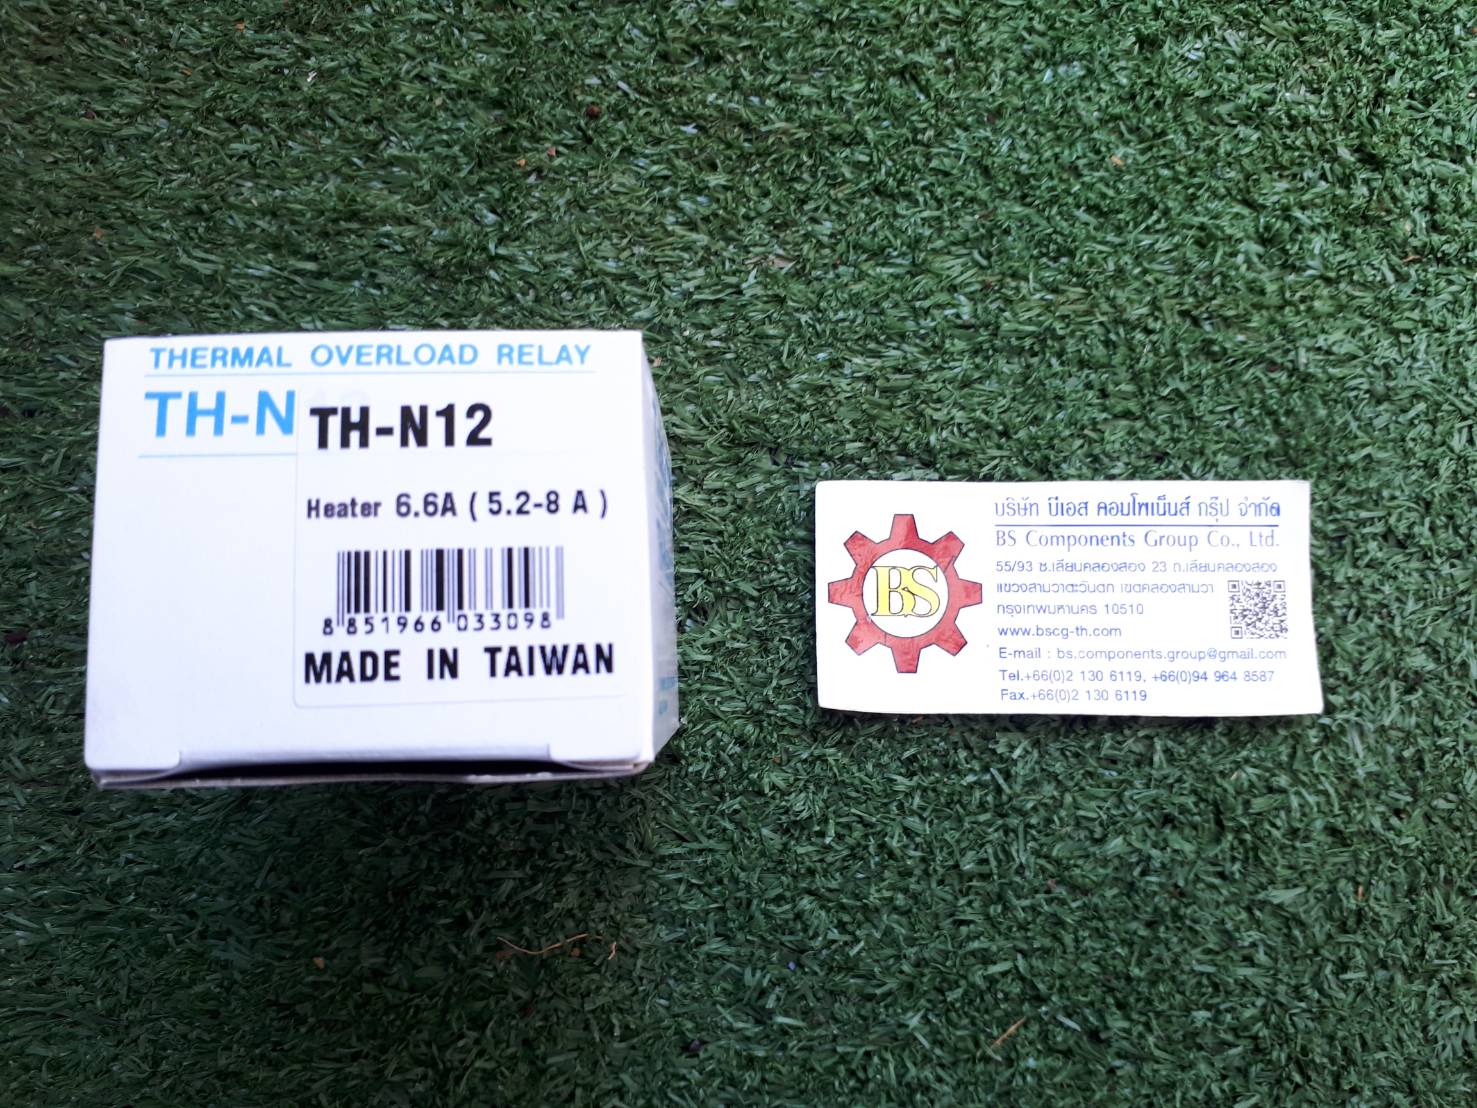 THERMAL OVERLOAD RELAY
TH-N
TH-N12
Heater 6.6A ( 5.2-8 A )
8 851966 033098
MADE IN TAIWAN
BS
บริษัท บีเอส คอมโพเน็นส์ กรุ๊ป จำกัด
BS Components Group Co., Ltd.
55/93 ซ.เลียบคลองสอง 23 ถ.เลียบคลองสอง
แขวงสามวาตะวันตก เขตคลองสามวา
กรุงเทพมหานคร 10510
www.bscg-th.com
E-mail : bs.components.group@gmail.com
Tel.+66(0)2 130 6119, +66(0)94 964 8587
Fax.+66(0)2 130 6119